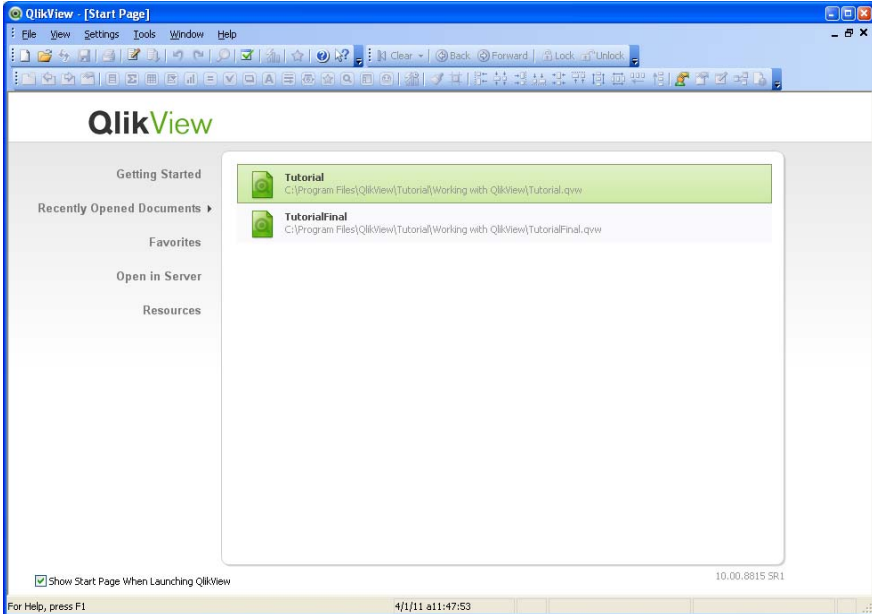 QlikView - [Start Page]
File View Settings Tools Window Help
Clear Back Forward Lock Unlock
QlikView
Getting Started
Recently Opened Documents
Favorites
Open in Server
Resources
Tutorial
C:\Program Files\QlikView\Tutorial\Working with QlikView\Tutorial.qvw
TutorialFinal
C:\Program Files\QlikView\Tutorial\Working with QlikView\TutorialFinal.qvw
Show Start Page When Launching QlikView
10.00.8815 SR1
For Help, press F1
4/1/11 a11:47:53